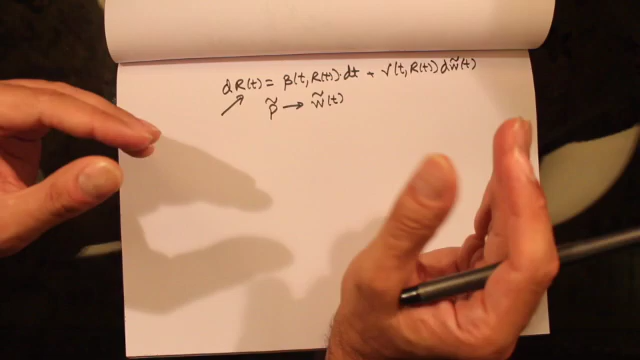 dR(t) = β(t, R(t))·dt + γ(t, R(t)) dw̃(t)
p̃ → w̃(t)